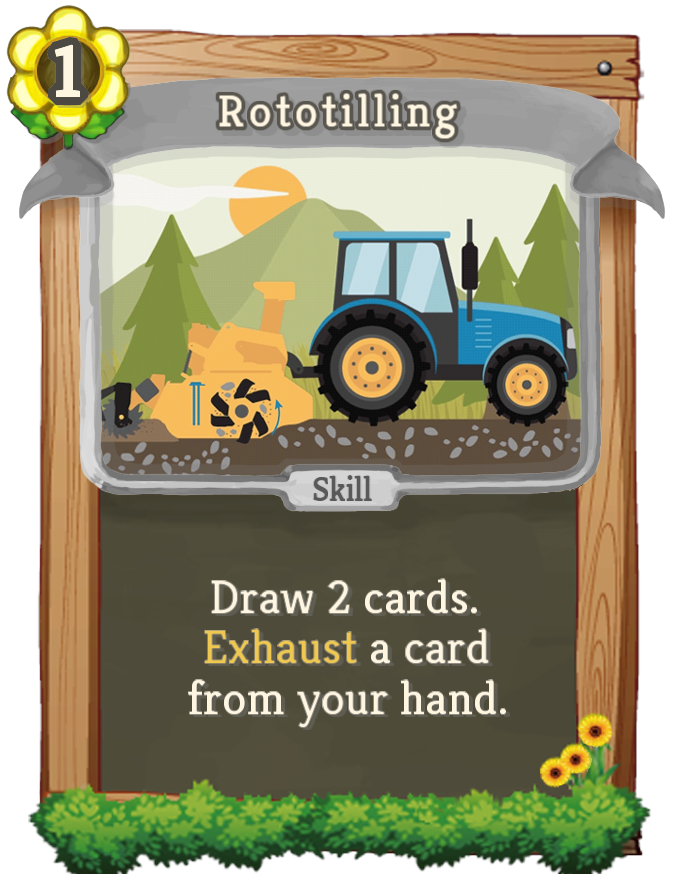 1
Rototilling
Skill
Draw 2 cards.
Exhaust a card
from your hand.